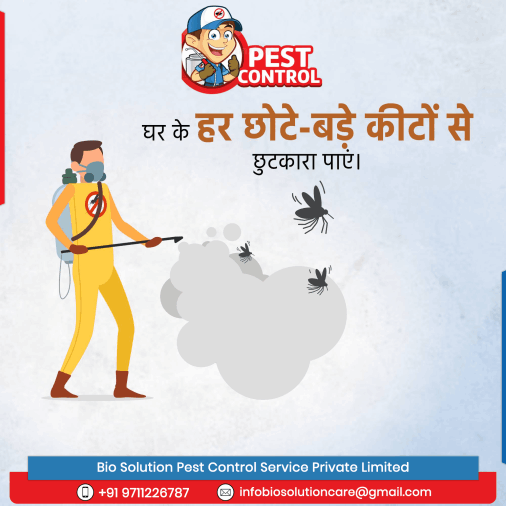 PEST
CONTROL
घर के हर छोटे-बड़े कीटों से
छुटकारा पाएं।
Bio Solution Pest Control Service Private Limited
+91 9711226787 infobiosolutioncare@gmail.com